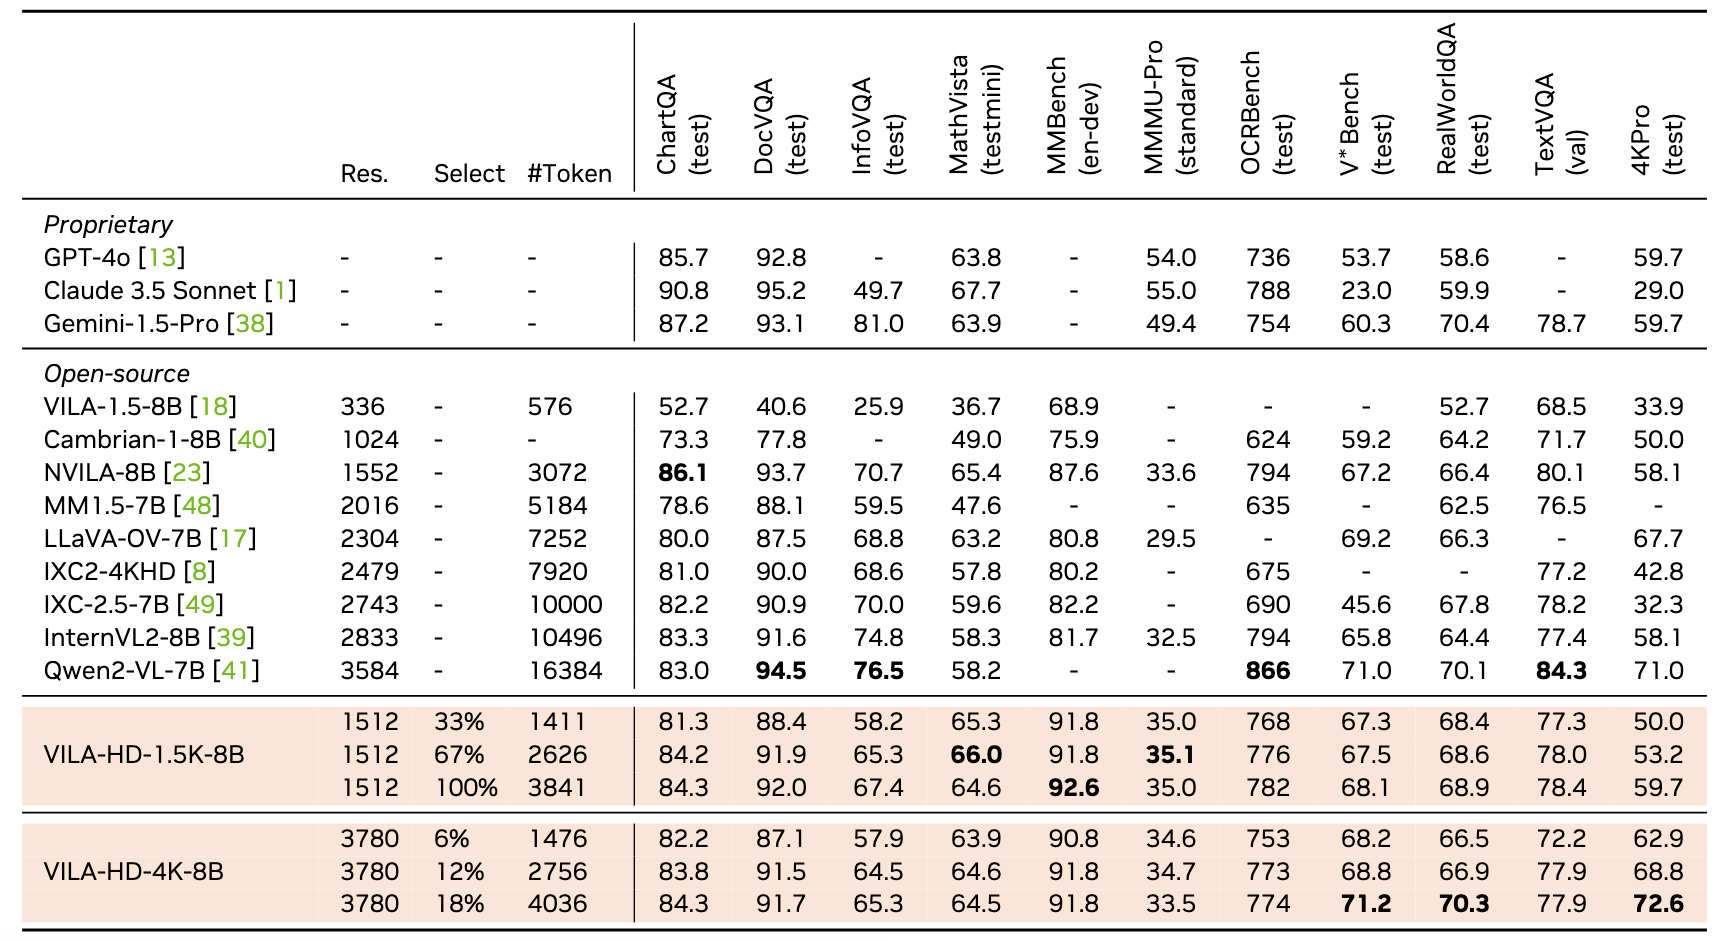 Res. Select #Token ChartQA (test) DocVQA (test) InfoVQA (test) MathVista (testmini) MMBench (en-dev) MMMU-Pro (standard) OCRBench (test) V*Bench (test) RealWorldQA (test) TextVQA (val) 4KPro (test)
Proprietary
GPT-4o [13] - - - 85.7 92.8 - 63.8 - 54.0 736 53.7 58.6 - 59.7
Claude 3.5 Sonnet [1] - - - 90.8 95.2 49.7 67.7 - 55.0 788 23.0 59.9 - 29.0
Gemini-1.5-Pro [38] - - - 87.2 93.1 81.0 63.9 - 49.4 754 60.3 70.4 78.7 59.7
Open-source
VILA-1.5-8B [18] 336 - 576 52.7 40.6 25.9 36.7 68.9 - - - 52.7 68.5 33.9
Cambrian-1-8B [40] 1024 - - 73.3 77.8 - 49.0 75.9 - 624 59.2 64.2 71.7 50.0
NVILA-8B [23] 1552 - 3072 86.1 93.7 70.7 65.4 87.6 33.6 794 67.2 66.4 80.1 58.1
MM1.5-7B [48] 2016 - 5184 78.6 88.1 59.5 47.6 - - 635 - 62.5 76.5 -
LLaVA-OV-7B [17] 2304 - 7252 80.0 87.5 68.8 63.2 80.8 29.5 - 69.2 66.3 - 67.7
IXC2-4KHD [8] 2479 - 7920 81.0 90.0 68.6 57.8 80.2 - 675 - - 77.2 42.8
IXC-2.5-7B [49] 2743 - 10000 82.2 90.9 70.0 59.6 82.2 - 690 45.6 67.8 78.2 32.3
InternVL2-8B [39] 2833 - 10496 83.3 91.6 74.8 58.3 81.7 32.5 794 65.8 64.4 77.4 58.1
Qwen2-VL-7B [41] 3584 - 16384 83.0 94.5 76.5 58.2 - - 866 71.0 70.1 84.3 71.0
1512 33% 1411 81.3 88.4 58.2 65.3 91.8 35.0 768 67.3 68.4 77.3 50.0
VILA-HD-1.5K-8B 1512 67% 2626 84.2 91.9 65.3 66.0 91.8 35.1 776 67.5 68.6 78.0 53.2
1512 100% 3841 84.3 92.0 67.4 64.6 92.6 35.0 782 68.1 68.9 78.4 59.7
3780 6% 1476 82.2 87.1 57.9 63.9 90.8 34.6 753 68.2 66.5 72.2 62.9
VILA-HD-4K-8B 3780 12% 2756 83.8 91.5 64.5 64.6 91.8 34.7 773 68.8 66.9 77.9 68.8
3780 18% 4036 84.3 91.7 65.3 64.5 91.8 33.5 774 71.2 70.3 77.9 72.6